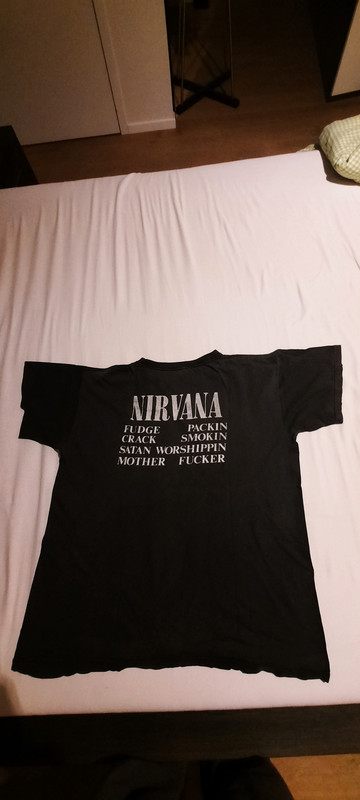 NIRVANA
FUDGE PACKIN
CRACK SMOKIN
SATAN WORSHIPPIN
MOTHER FUCKER